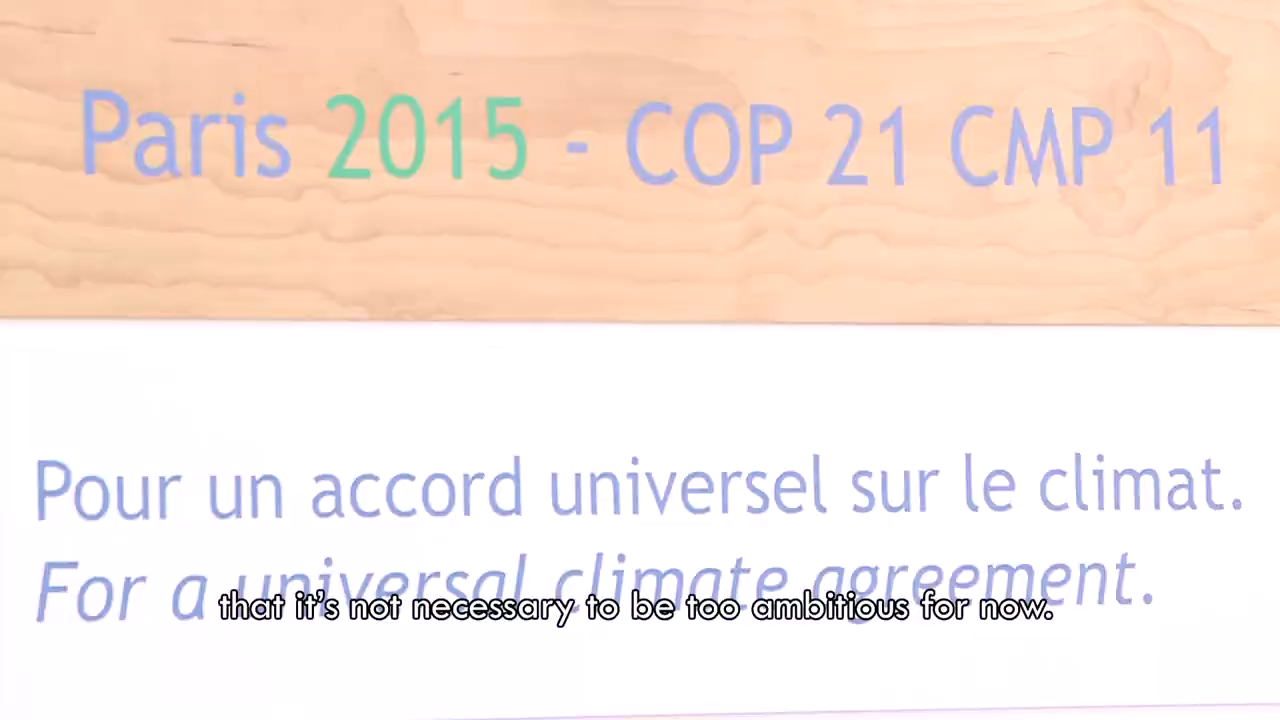 Paris 2015 - COP 21 CMP 11
Pour un accord universel sur le climat.
For a universal climate agreement.
that it's not necessary to be too ambitious for now.